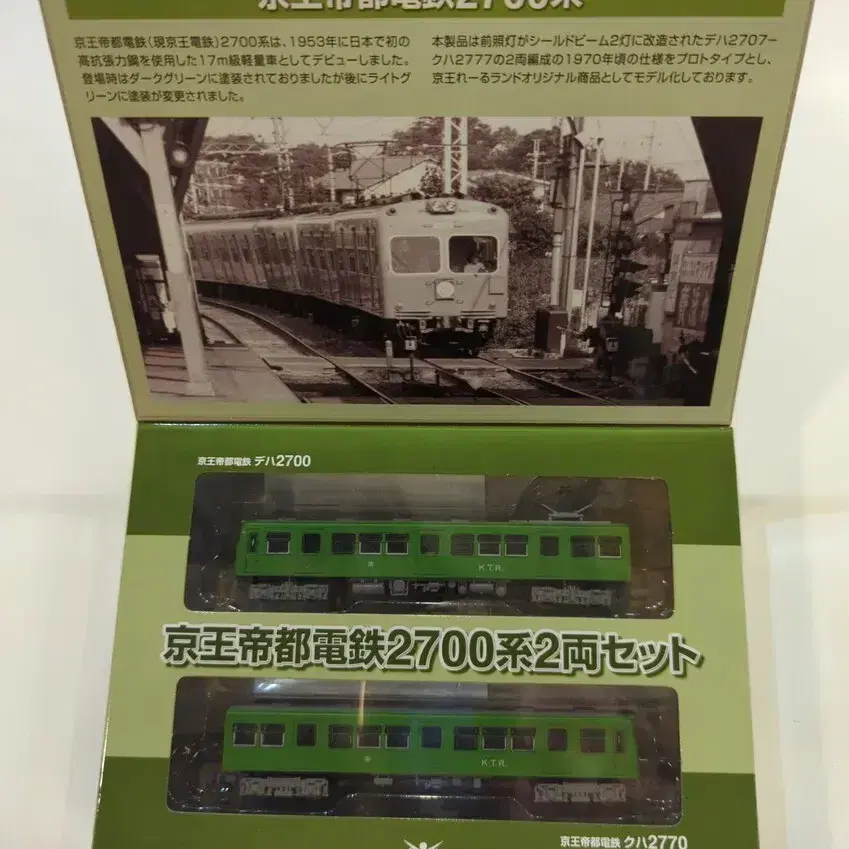 京王帝都電鉄2700系
京王帝都電鉄(現京王電鉄)2700系は、1953年に日本で初の
高抗張力鋼を使用した17m級軽量車としてデビューしました。
登場時はダークグリーンに塗装されておりましたが後にライトグ
リーンに塗装が変更されました。
本製品は前照灯がシールドビーム2灯に改造されたデハ2707-
クハ2777の2両編成の1970年頃の仕様をプロトタイプとし、
京王れーるランドオリジナル商品としてモデル化しております。
京王帝都電鉄 デハ2700
K.T.R.
京王帝都電鉄2700系2両セット
K.T.R.
京王帝都電鉄 クハ2770